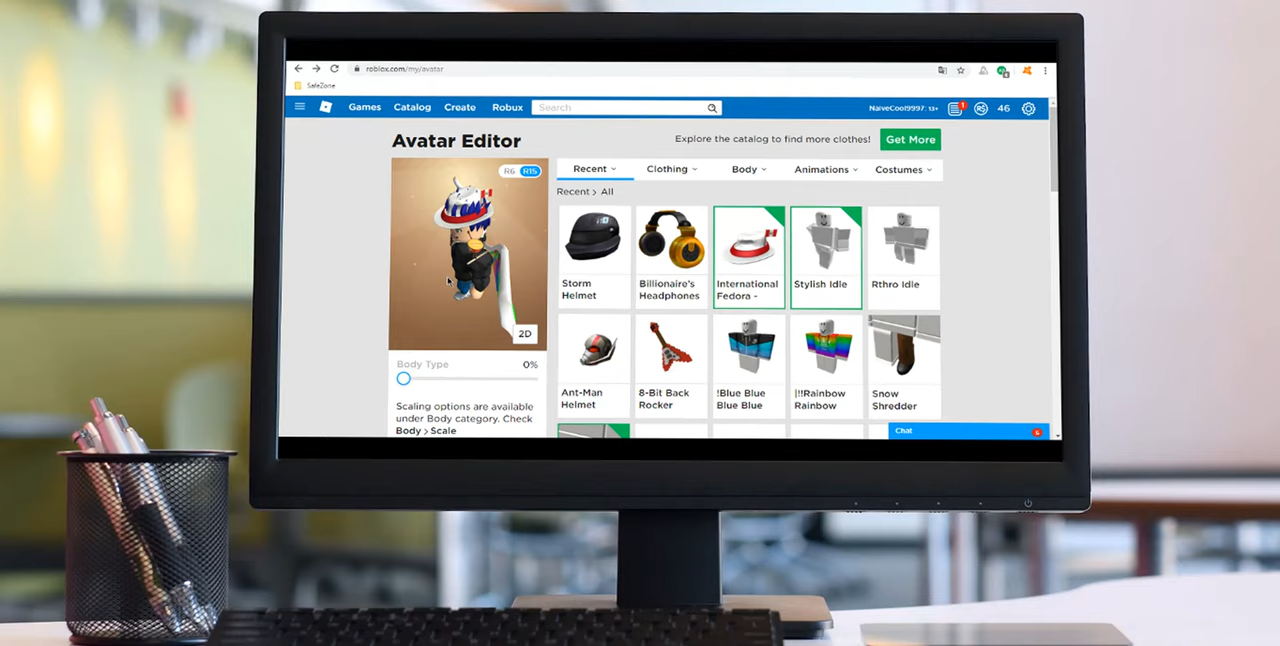 roblox.com/my/avatar
SafeZone
Games Catalog Create Robux Search NaiveCool9997: 13+ 1 46
Avatar Editor
Explore the catalog to find more clothes! Get More
R6 R15
2D
Body Type 0%
Scaling options are available
under Body category. Check
Body > Scale
Recent Clothing Body Animations Costumes
Recent > All
Storm
Helmet
Billionaire's
Headphones
International
Fedora -
Stylish Idle
Rthro Idle
Ant-Man
Helmet
8-Bit Back
Rocker
!Blue Blue
Blue Blue
|!!Rainbow
Rainbow
Snow
Shredder
Chat